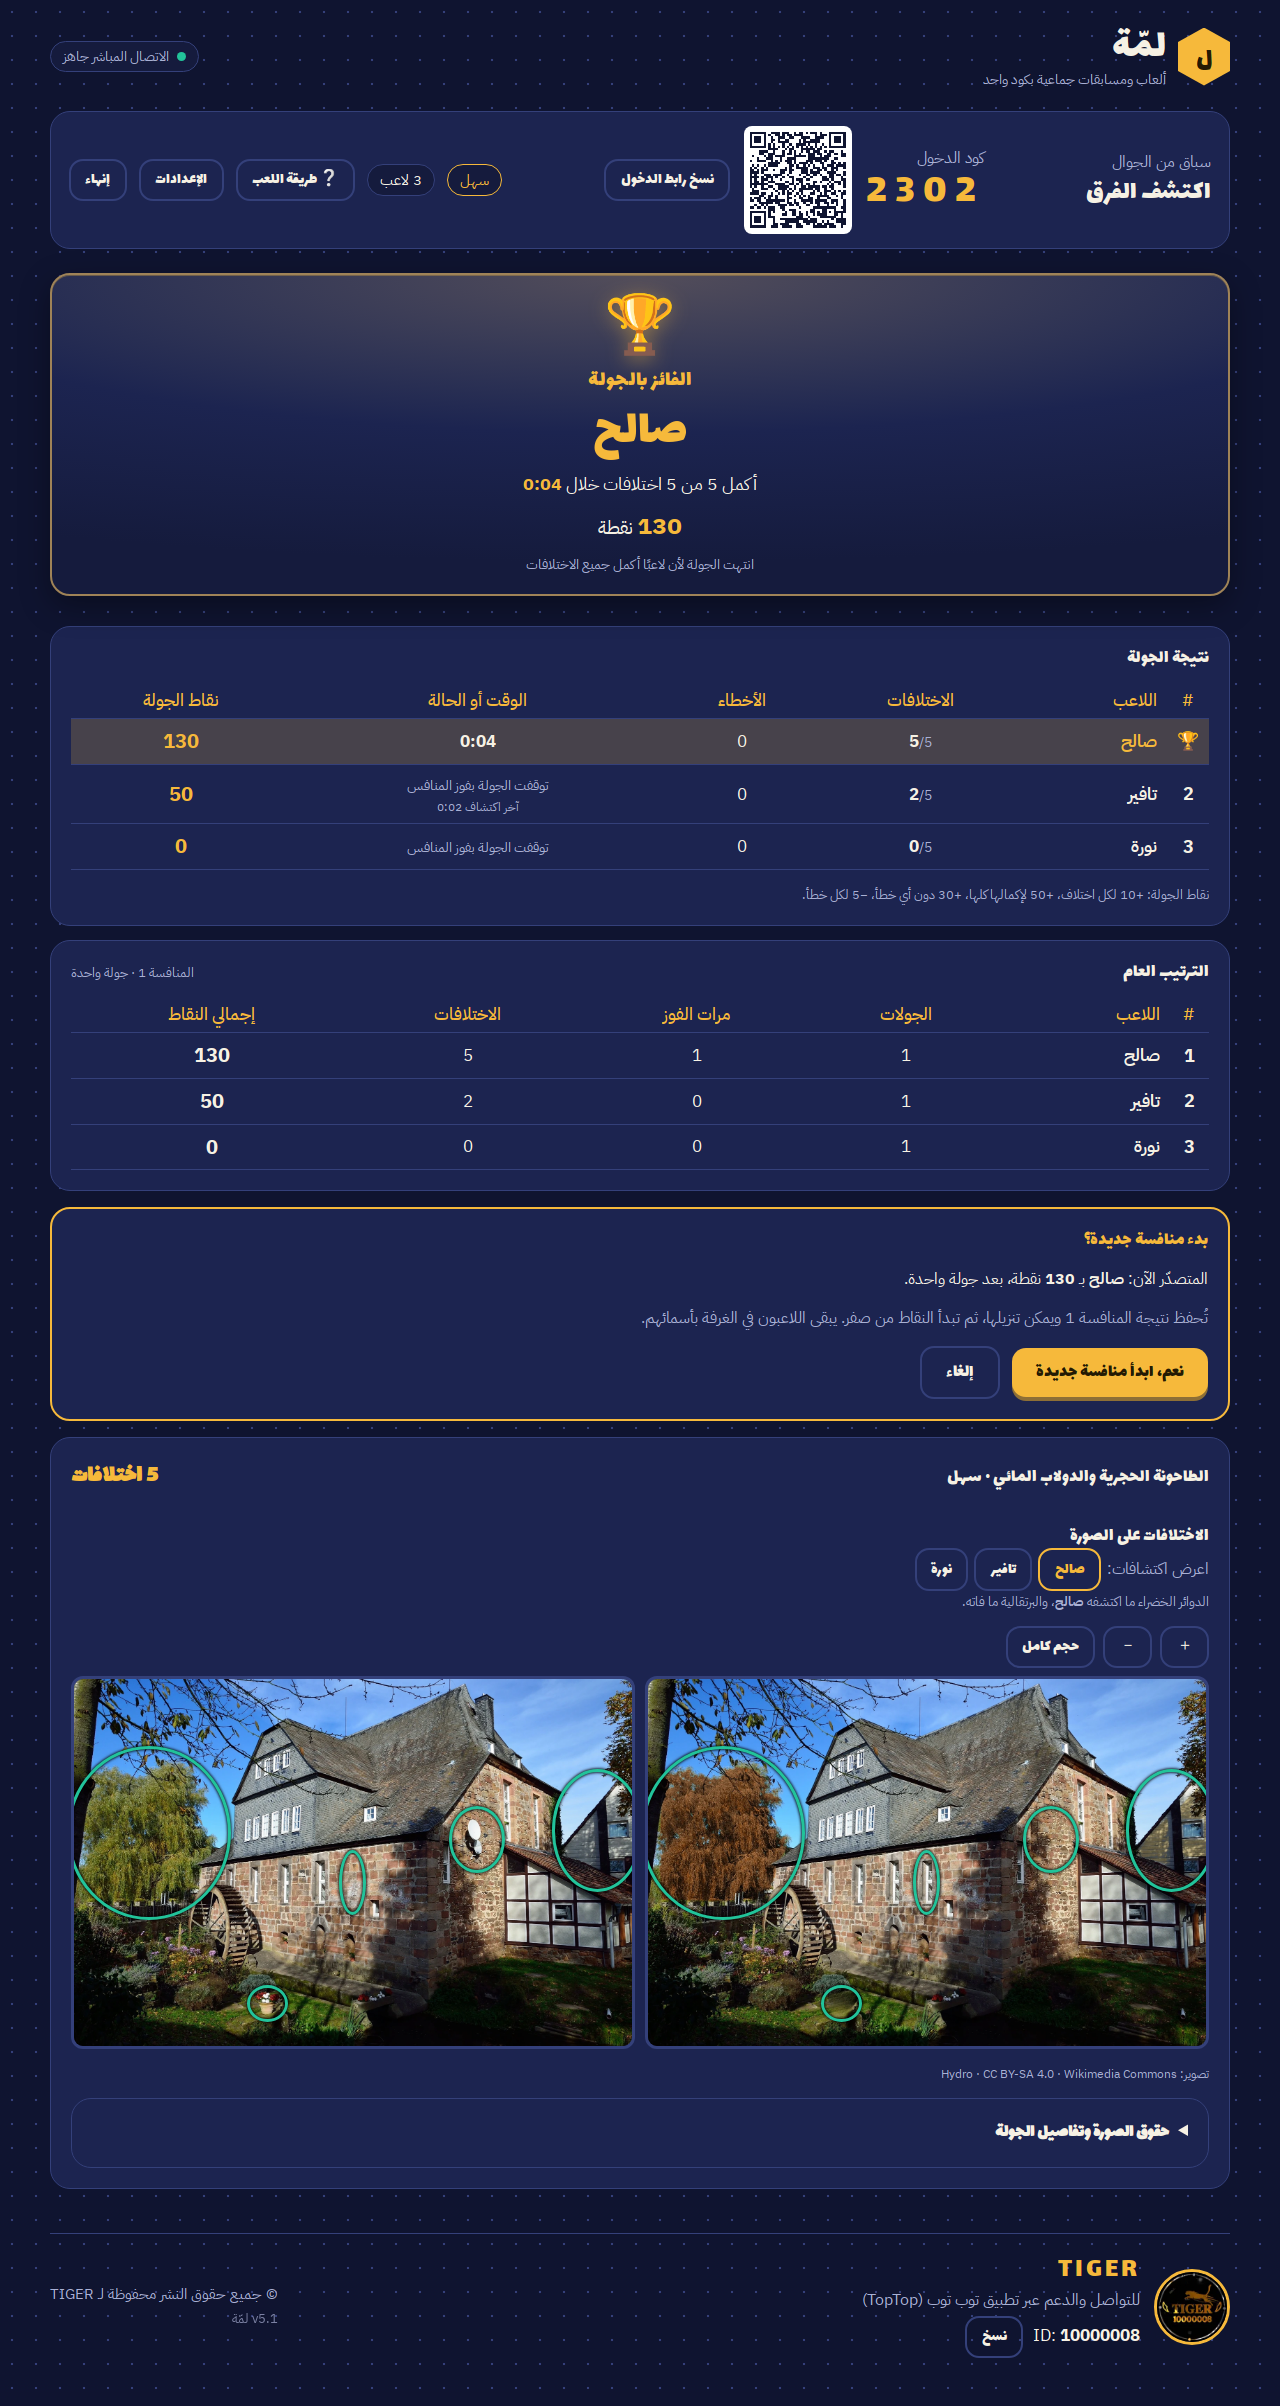 ل
لمّة
ألعاب ومسابقات جماعية بكود واحد
الاتصال المباشر جاهز
سباق من الجوال
اكتشف الفرق
كود الدخول
2302
نسخ رابط الدخول
سهل
3 لاعب
❔ طريقة اللعب
الإعدادات
إنهاء
الفائز بالجولة
صالح
أكمل 5 من 5 اختلافات خلال 0:04
130 نقطة
انتهت الجولة لأن لاعبًا أكمل جميع الاختلافات
نتيجة الجولة
# اللاعب الاختلافات الأخطاء الوقت أو الحالة نقاط الجولة
🏆 صالح 5/5 0 0:04 130
2 تافير 2/5 0 توقفت الجولة بفوز المنافس 50
آخر اكتشاف 0:02
3 نورة 0/5 0 توقفت الجولة بفوز المنافس 0
نقاط الجولة: +10 لكل اختلاف، +50 لإكمالها كلها، +30 دون أي خطأ، −5 لكل خطأ.
الترتيب العام
المنافسة 1 · جولة واحدة
# اللاعب الجولات مرات الفوز الاختلافات إجمالي النقاط
1 صالح 1 1 5 130
2 تافير 1 0 2 50
3 نورة 1 0 0 0
بدء منافسة جديدة؟
المتصدّر الآن: صالح بـ 130 نقطة، بعد جولة واحدة.
تُحفظ نتيجة المنافسة 1 ويمكن تنزيلها، ثم تبدأ النقاط من صفر. يبقى اللاعبون في الغرفة بأسمائهم.
نعم، ابدأ منافسة جديدة
إلغاء
الطاحونة الحجرية والدولاب المائي · سهل
5 اختلافات
الاختلافات على الصورة
اعرض اكتشافات: صالح تافير نورة
الدوائر الخضراء ما اكتشفه صالح، والبرتقالية ما فاته.
+ − حجم كامل
تصوير: Hydro · CC BY-SA 4.0 · Wikimedia Commons
◀ حقوق الصورة وتفاصيل الجولة
TIGER
10000008
TIGER
للتواصل والدعم عبر تطبيق توب توب (TopTop)
ID: 10000008
نسخ
© جميع حقوق النشر محفوظة لـ TIGER
لمّة v5.1